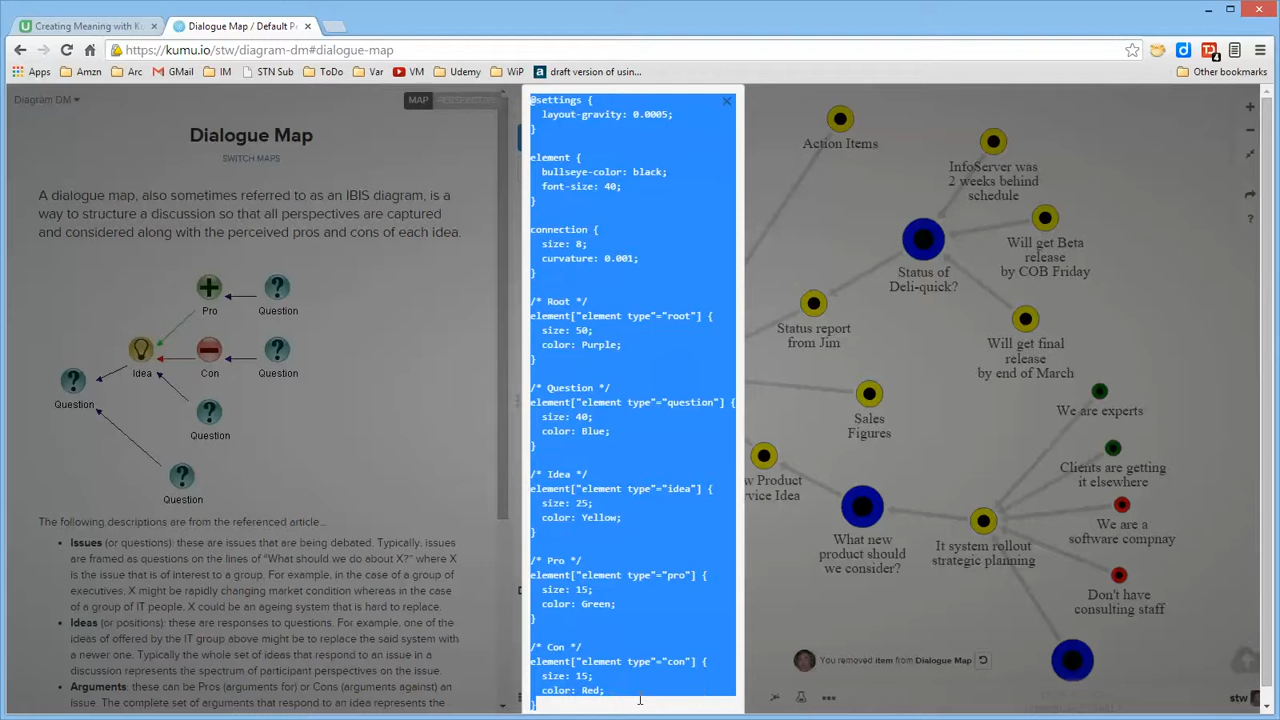 Creating Meaning with Ku
Dialogue Map / Default Pr
https://kumu.io/stw/diagram-dm#dialogue-map
Apps
Amzn
Arc
GMail
IM
STN Sub
ToDo
Var
VM
Udemy
WiP
draft version of usin...
Other bookmarks
Diagram DM
MAP
Dialogue Map
SWITCH MAPS
A dialogue map, also sometimes referred to as an IBIS diagram, is a
way to structure a discussion so that all perspectives are captured
and considered along with the perceived pros and cons of each idea.
Pro
Question
Idea
Con
Question
Question
Question
Question
The following descriptions are from the referenced article...
Issues (or questions): these are issues that are being debated. Typically, issues
are framed as questions on the lines of "What should we do about X?" where X
is the issue that is of interest to a group. For example, in the case of a group of
executives, X might be rapidly changing market condition whereas in the
case of a group of IT people, X could be an ageing system that is hard to replace.
Ideas (or positions): these are responses to questions. For example, one of the
ideas of offered by the IT group above might be to replace the said system
with a newer one. Typically the whole set of ideas that respond to an issue in a
discussion represents the spectrum of participant perspectives on the issue.
Arguments: these can be Pros (arguments for) or Cons (arguments against) an
issue. The complete set of arguments that respond to an idea represents the
@settings {
layout-gravity: 0.0005;
}
element {
bullseye-color: black;
font-size: 40;
}
connection {
size: 8;
curvature: 0.001;
}
/* Root */
element["element type"="root"] {
size: 50;
color: Purple;
}
/* Question */
element["element type"="question"] {
size: 40;
color: Blue;
}
/* Idea */
element["element type"="idea"] {
size: 25;
color: Yellow;
}
/* Pro */
element["element type"="pro"] {
size: 15;
color: Green;
}
/* Con */
element["element type"="con"] {
size: 15;
color: Red;
}
Action Items
InfoServer was
2 weeks behind
schedule
Will get Beta
release
by COB Friday
Status of
Deli-quick?
Status report
from Jim
Will get final
release
by end of March
Sales
Figures
We are experts
Clients are getting
it elsewhere
w Product
rvice Idea
We are a
software compnay
What new
product should
we consider?
It system rollout
strategic planning
Don't have
consulting staff
You removed item from Dialogue Map
stw